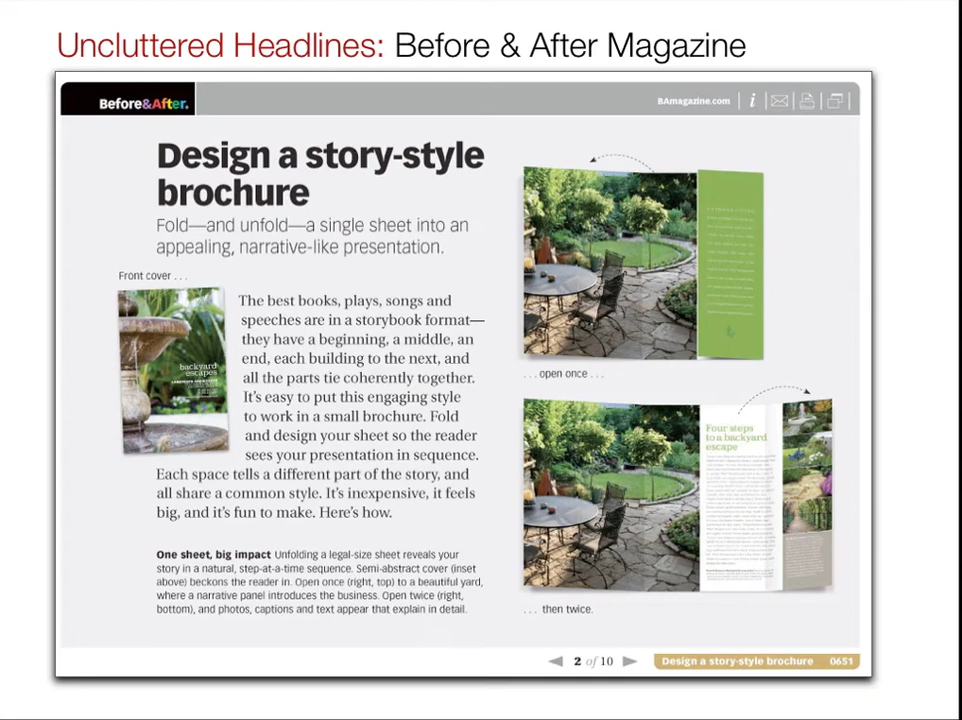 Uncluttered Headlines: Before & After Magazine
Before&After.
BAmagazine.com
Design a story-style
brochure
Fold—and unfold—a single sheet into an
appealing, narrative-like presentation.
Front cover . . .
backyard
escapes
The best books, plays, songs and
speeches are in a storybook format—
they have a beginning, a middle, an
end, each building to the next, and
all the parts tie coherently together.
It's easy to put this engaging style
to work in a small brochure. Fold
and design your sheet so the reader
sees your presentation in sequence.
Each space tells a different part of the story, and
all share a common style. It's inexpensive, it feels
big, and it's fun to make. Here's how.
One sheet, big impact Unfolding a legal-size sheet reveals your
story in a natural, step-at-a-time sequence. Semi-abstract cover (inset
above) beckons the reader in. Open once (right, top) to a beautiful yard,
where a narrative panel introduces the business. Open twice (right,
bottom), and photos, captions and text appear that explain in detail.
. . . open once . . .
Four steps
to a backyard
escape
. . . then twice.
2 of 10
Design a story-style brochure 0651